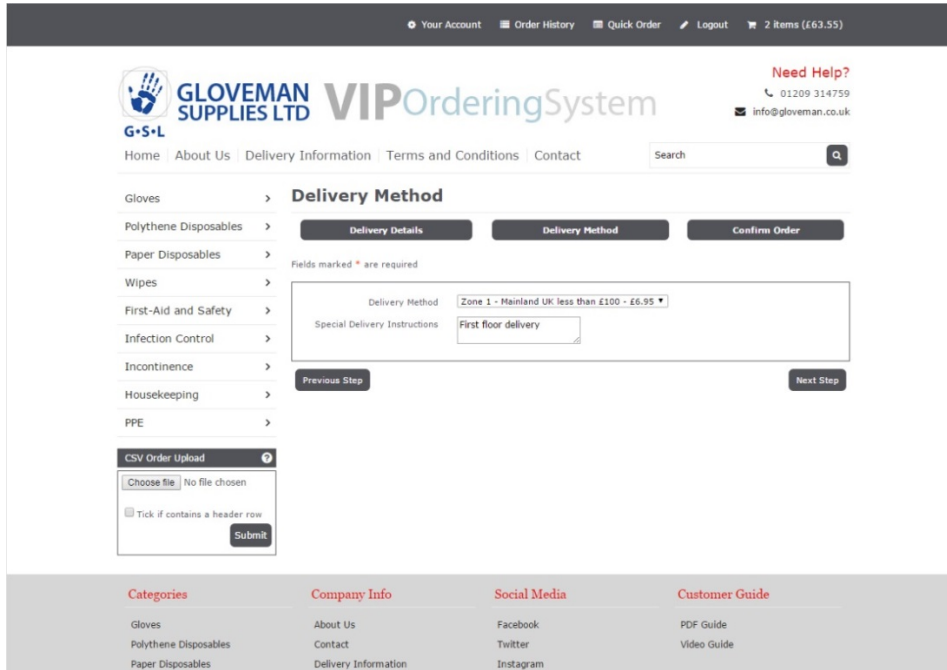 Your Account Order History Quick Order Logout 2 items (£63.55)
Need Help?
01209 314759
info@gloveman.co.uk
G•S•L
GLOVEMAN
SUPPLIES LTD
VIPOrderingSystem
Home About Us Delivery Information Terms and Conditions Contact
Search
Gloves
Polythene Disposables
Paper Disposables
Wipes
First-Aid and Safety
Infection Control
Incontinence
Housekeeping
PPE
CSV Order Upload ?
Choose file No file chosen
Tick if contains a header row
Submit
Delivery Method
Delivery Details Delivery Method Confirm Order
Fields marked * are required
Delivery Method Zone 1 - Mainland UK less than £100 - £6.95
Special Delivery Instructions First floor delivery
Previous Step Next Step
Categories
Gloves
Polythene Disposables
Paper Disposables
Company Info
About Us
Contact
Delivery Information
Social Media
Facebook
Twitter
Instagram
Customer Guide
PDF Guide
Video Guide